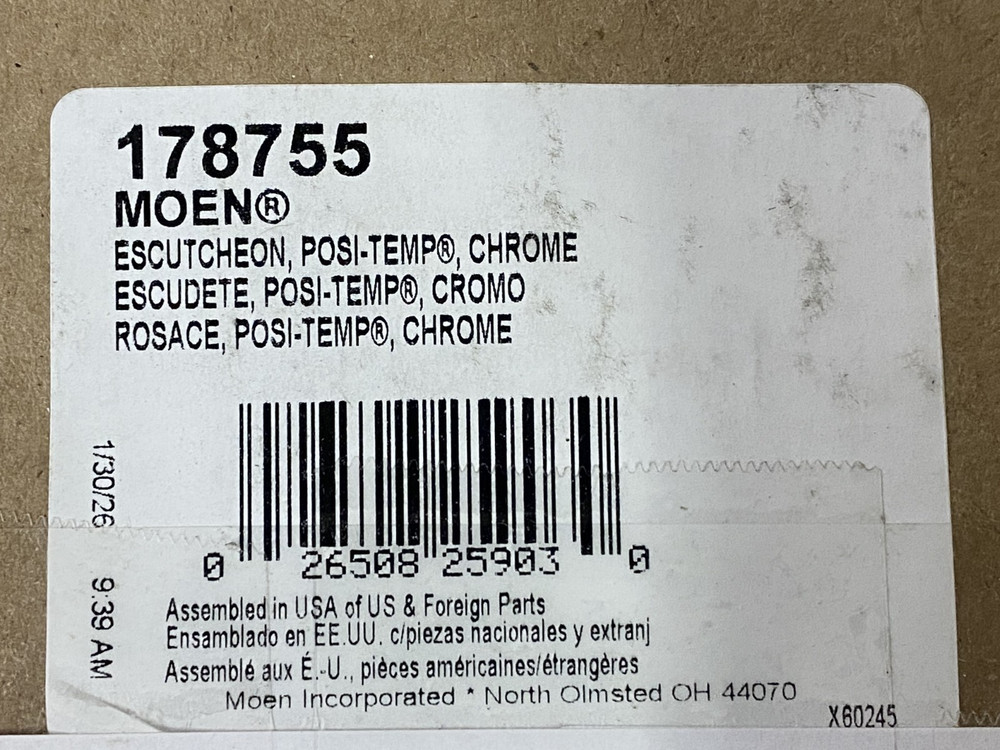 178755
MOEN®
ESCUTCHEON, POSI-TEMP®, CHROME
ESCUDETE, POSI-TEMP®, CROMO
ROSACE, POSI-TEMP®, CHROME
1/30/26 9:39 AM
0 26508 25903 0
Assembled in USA of US & Foreign Parts
Ensamblado en EE.UU. c/piezas nacionales y extranj
Assemblé aux É.-U., pièces américaines/étrangères
Moen Incorporated * North Olmsted OH 44070
X60245